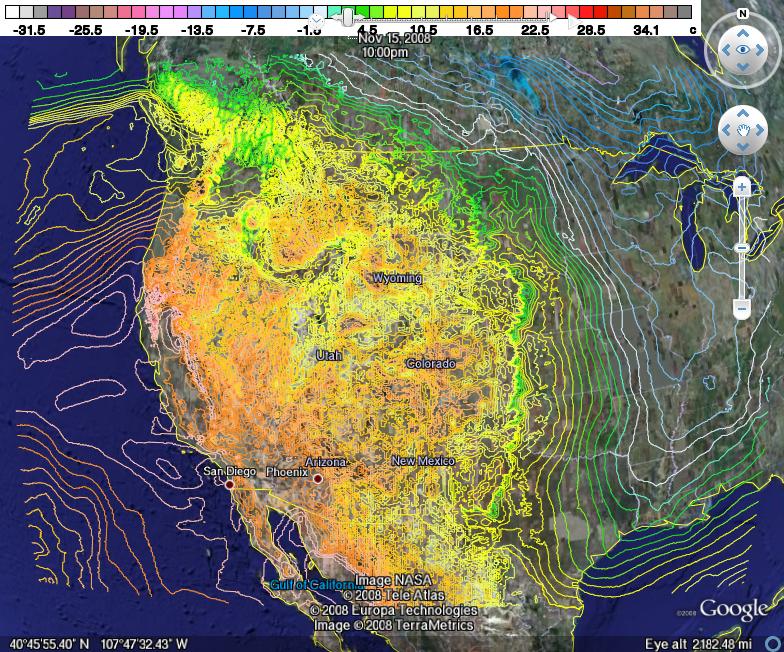 -31.5 -25.5 -19.5 -13.5 -7.5 -1.5 4.5 10.5 16.5 22.5 28.5 34.1 c
Nov 15, 2008
10:00pm
N
Wyoming
Utah
Colorado
San Diego Phoenix Arizona New Mexico
Gulf of California
Image NASA
© 2008 Tele Atlas
© 2008 Europa Technologies
Image © 2008 TerraMetrics
©2008 Google
40°45'55.40" N 107°47'32.43" W Eye alt 2182.48 mi